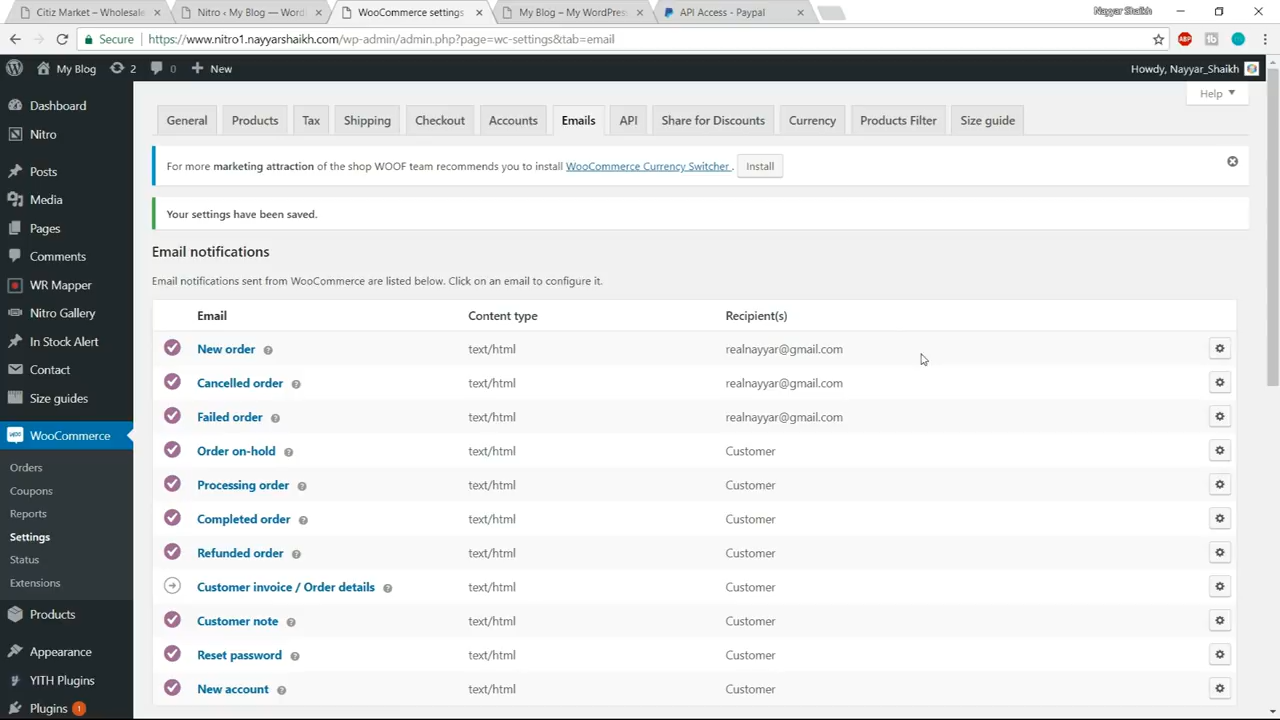 Citiz Market – Wholesale
Nitro ‹ My Blog — Word
WooCommerce settings
My Blog – My WordPress
API Access - Paypal
Nayyar Shaikh
Secure
https://www.nitro1.nayyarshaikh.com/wp-admin/admin.php?page=wc-settings&tab=email
ABP
My Blog
2
0
New
Howdy, Nayyar_Shaikh
Help
Dashboard
Nitro
Posts
Media
Pages
Comments
WR Mapper
Nitro Gallery
In Stock Alert
Contact
Size guides
WooCommerce
Orders
Coupons
Reports
Settings
Status
Extensions
Products
Appearance
YITH Plugins
Plugins 1
General Products Tax Shipping Checkout Accounts Emails API Share for Discounts Currency Products Filter Size guide
For more marketing attraction of the shop WOOF team recommends you to install WooCommerce Currency Switcher . Install
Your settings have been saved.
Email notifications
Email notifications sent from WooCommerce are listed below. Click on an email to configure it.
Email Content type Recipient(s)
New order text/html realnayyar@gmail.com
Cancelled order text/html realnayyar@gmail.com
Failed order text/html realnayyar@gmail.com
Order on-hold text/html Customer
Processing order text/html Customer
Completed order text/html Customer
Refunded order text/html Customer
Customer invoice / Order details text/html Customer
Customer note text/html Customer
Reset password text/html Customer
New account text/html Customer